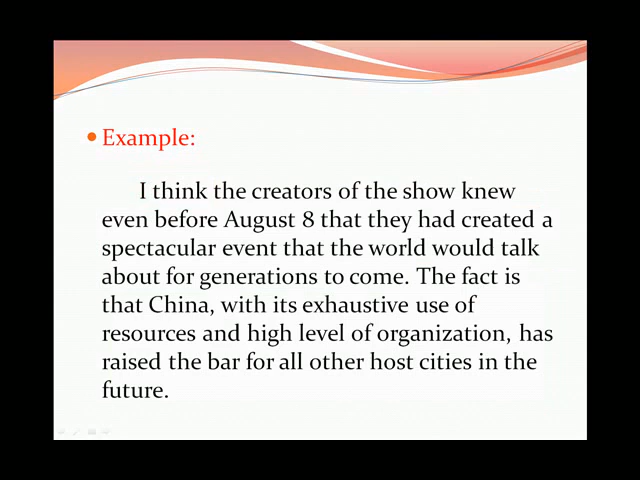 Example:
I think the creators of the show knew
even before August 8 that they had created a
spectacular event that the world would talk
about for generations to come. The fact is
that China, with its exhaustive use of
resources and high level of organization, has
raised the bar for all other host cities in the
future.